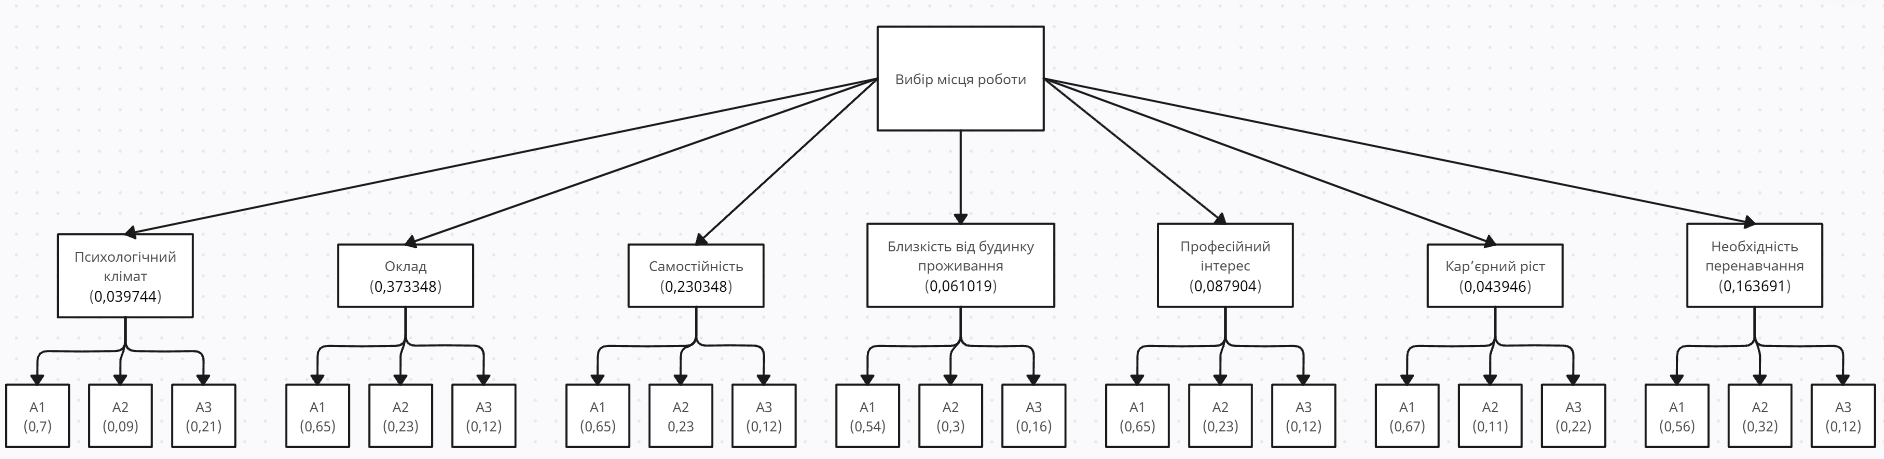 Вибір місця роботи
Психологічний
клімат
(0,039744)
Оклад
(0,373348)
Самостійність
(0,230348)
Близкість від будинку
проживання
(0,061019)
Професійний
інтерес
(0,087904)
Кар’єрний ріст
(0,043946)
Необхідність
перенавчання
(0,163691)
A1
(0,7)
A2
(0,09)
A3
(0,21)
A1
(0,65)
A2
(0,23)
A3
(0,12)
A1
(0,65)
A2
0,23
A3
(0,12)
A1
(0,54)
A2
(0,3)
A3
(0,16)
A1
(0,65)
A2
(0,23)
A3
(0,12)
A1
(0,67)
A2
(0,11)
A3
(0,22)
A1
(0,56)
A2
(0,32)
A3
(0,12)